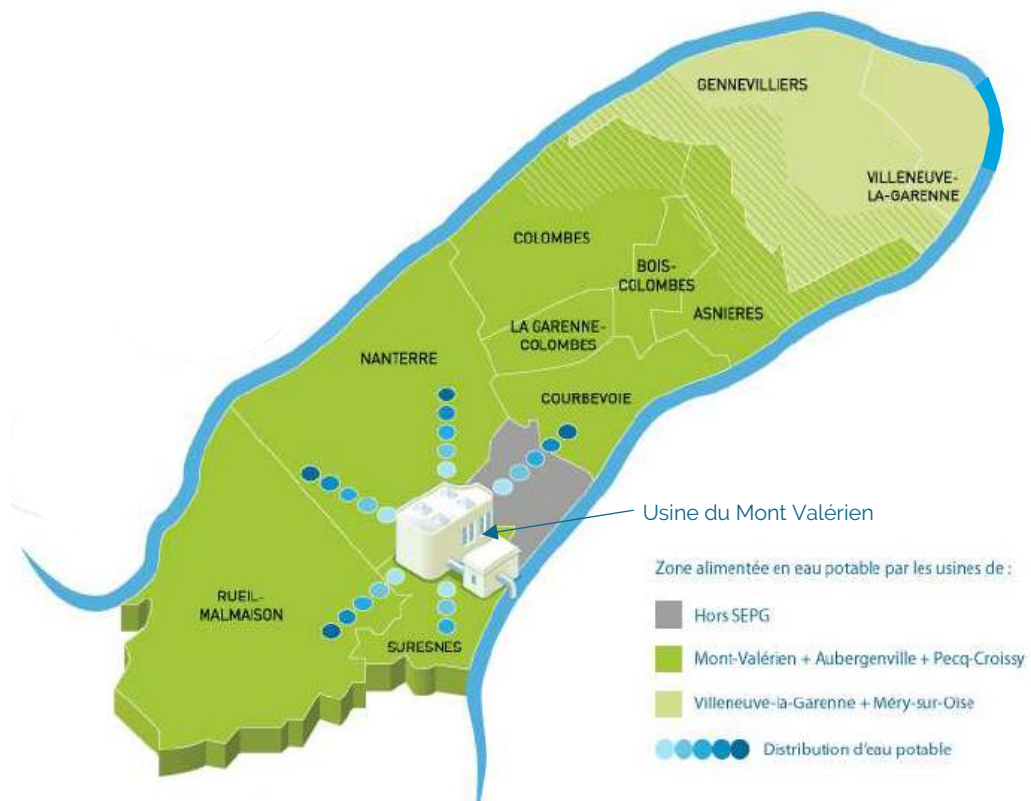 GENNEVILLIERS
VILLENEUVE-
LA-GARENNE
COLOMBES
BOIS-
COLOMBES
ASNIERES
LA GARENNE-
COLOMBES
NANTERRE
COURBEVOIE
Usine du Mont Valérien
Zone alimentée en eau potable par les usines de :
RUEIL-
MALMAISON
Hors SEPG
SURESNES
Mont-Valérien + Aubergenville + Pecq-Croissy
Villeneuve-la-Garenne + Méry-sur-Oise
Distribution d'eau potable